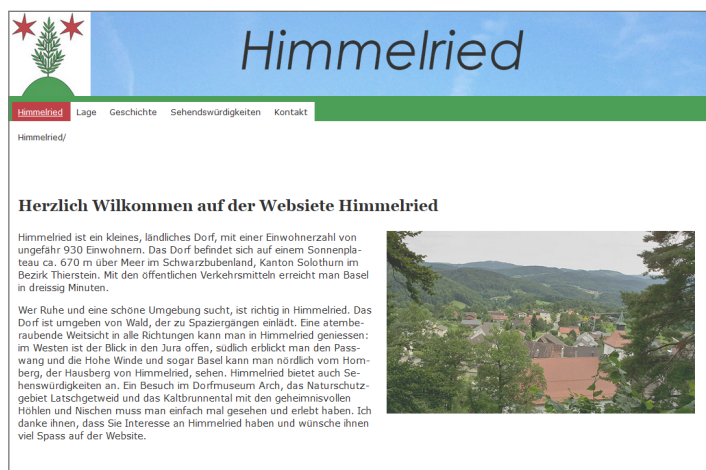 Himmelried
Himmelried Lage Geschichte Sehendswürdigkeiten Kontakt
Himmelried/
Herzlich Wilkommen auf der Websiete Himmelried
Himmelried ist ein kleines, ländliches Dorf, mit einer Einwohnerzahl von
ungefähr 930 Einwohnern. Das Dorf befindet sich auf einem Sonnenpla-
teau ca. 670 m über Meer im Schwarzbubenland, Kanton Solothurn im
Bezirk Thierstein. Mit den öffentlichen Verkehrsmitteln erreicht man Basel
in dreissig Minuten.
Wer Ruhe und eine schöne Umgebung sucht, ist richtig in Himmelried. Das
Dorf ist umgeben von Wald, der zu Spaziergängen einlädt. Eine atembe-
raubende Weitsicht in alle Richtungen kann man in Himmelried geniessen:
im Westen ist der Blick in den Jura offen, südlich erblickt man den Pass-
wang und die Hohe Winde und sogar Basel kann man nördlich vom Hom-
berg, der Hausberg von Himmelried, sehen. Himmelried bietet auch Se-
henswürdigkeiten an. Ein Besuch im Dorfmuseum Arch, das Naturschutz-
gebiet Latschgetweid und das Kaltbrunnental mit den geheimnisvollen
Höhlen und Nischen muss man einfach mal gesehen und erlebt haben. Ich
danke ihnen, dass Sie Interesse an Himmelried haben und wünsche ihnen
viel Spass auf der Website.